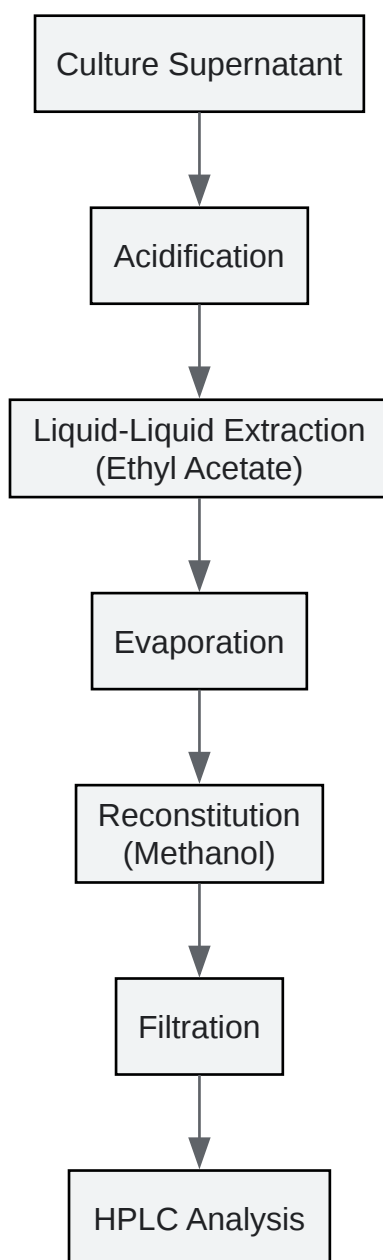 Culture Supernatant
Acidification
Liquid-Liquid Extraction
(Ethyl Acetate)
Evaporation
Reconstitution
(Methanol)
Filtration
HPLC Analysis